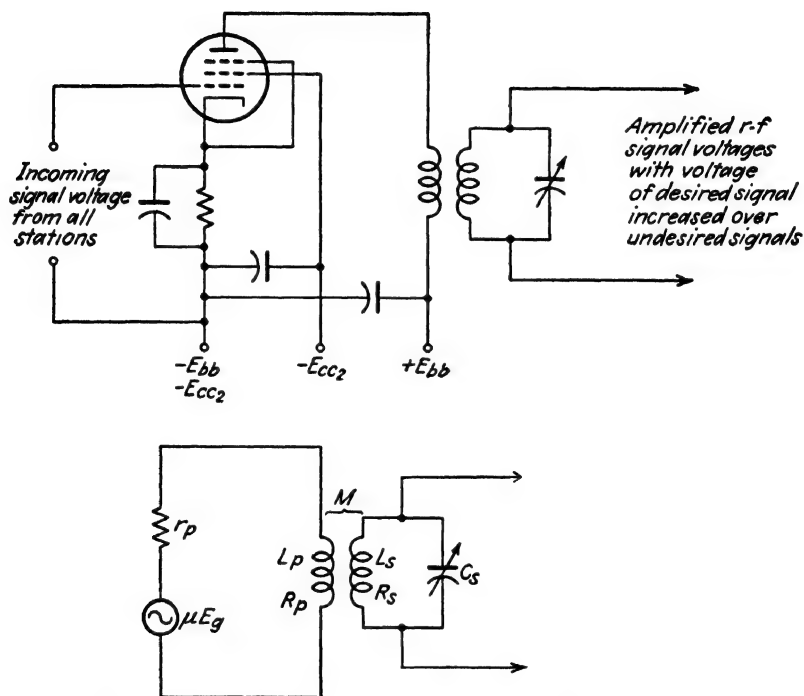 Incoming
signal voltage
from all
stations
Amplified r-f
signal voltages
with voltage
of desired signal
increased over
undesired signals
-Ebb
-Ecc2
-Ecc2
+Ebb
M
rp
Lp
Ls
Cs
Rp
Rs
μEg